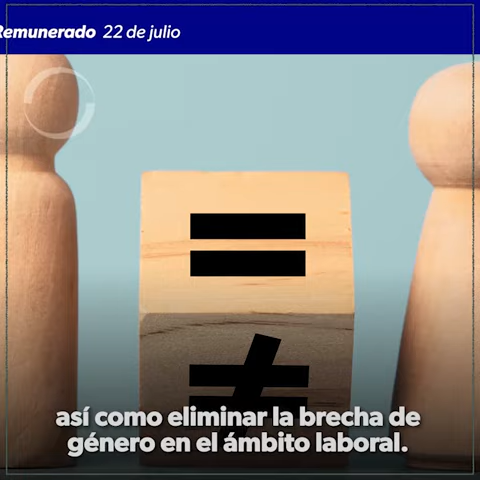 Remunerado 22 de julio
=
≠
así como eliminar la brecha de
género en el ámbito laboral.